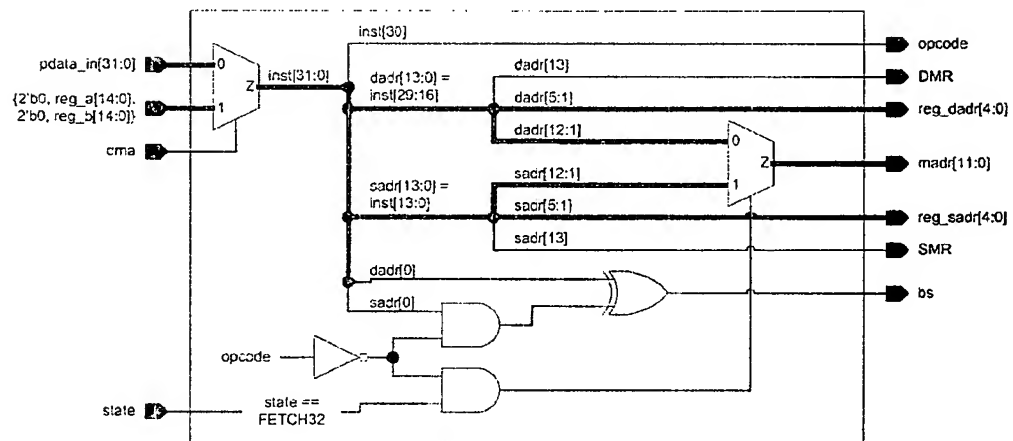 inst[30]
opcode
pdata_in[31:0]
0
inst[31:0]
dadr[13:0] =
inst[29:16]
dadr[13]
DMR
Z
dadr[5:1]
reg_dadr[4:0]
{2'b0, reg_a[14:0],
2'b0, reg_b[14:0]}
1
dadr[12:1]
0
cma
Z
madr[11:0]
sadr[13:0] =
inst[13:0]
sadr[12:1]
1
sadr[5:1]
reg_sadr[4:0]
sadr[13]
SMR
dadr[0]
bs
sadr[0]
opcode
state
state ==
FETCH32